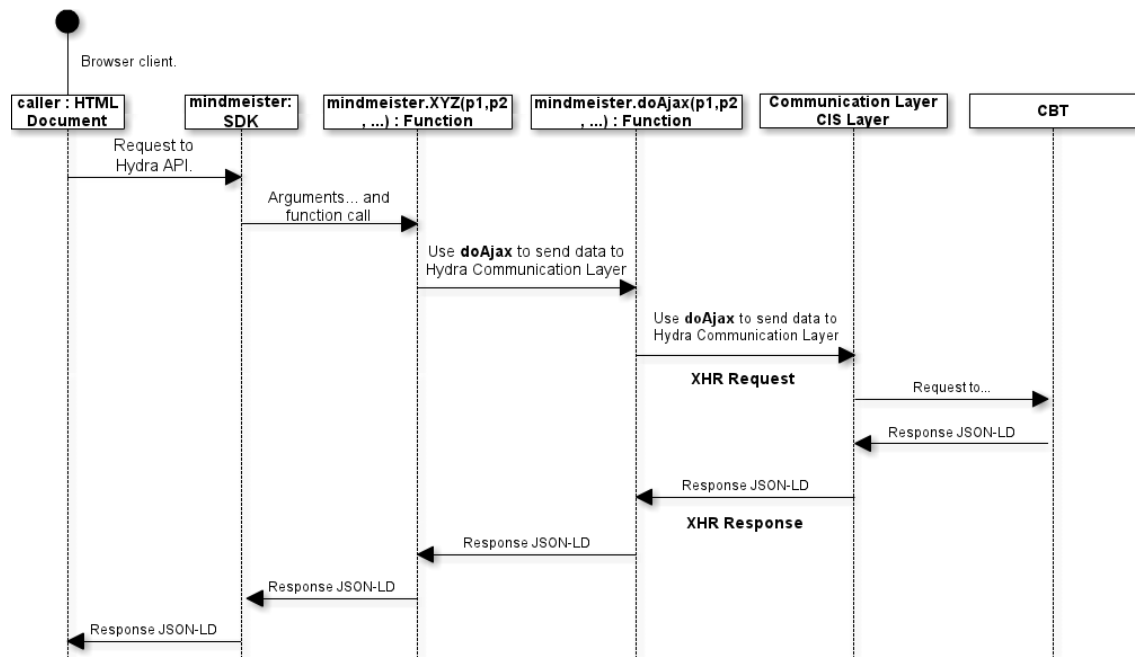 Browser client.
caller : HTML
Document
mindmeister:
SDK
mindmeister.XYZ(p1,p2
, ...) : Function
mindmeister.doAjax(p1,p2
, ...) : Function
Communication Layer
CIS Layer
CBT
Request to
Hydra API.
Arguments... and
function call
Use doAjax to send data to
Hydra Communication Layer
Use doAjax to send data to
Hydra Communication Layer
XHR Request
Request to...
Response JSON-LD
Response JSON-LD
XHR Response
Response JSON-LD
Response JSON-LD
Response JSON-LD